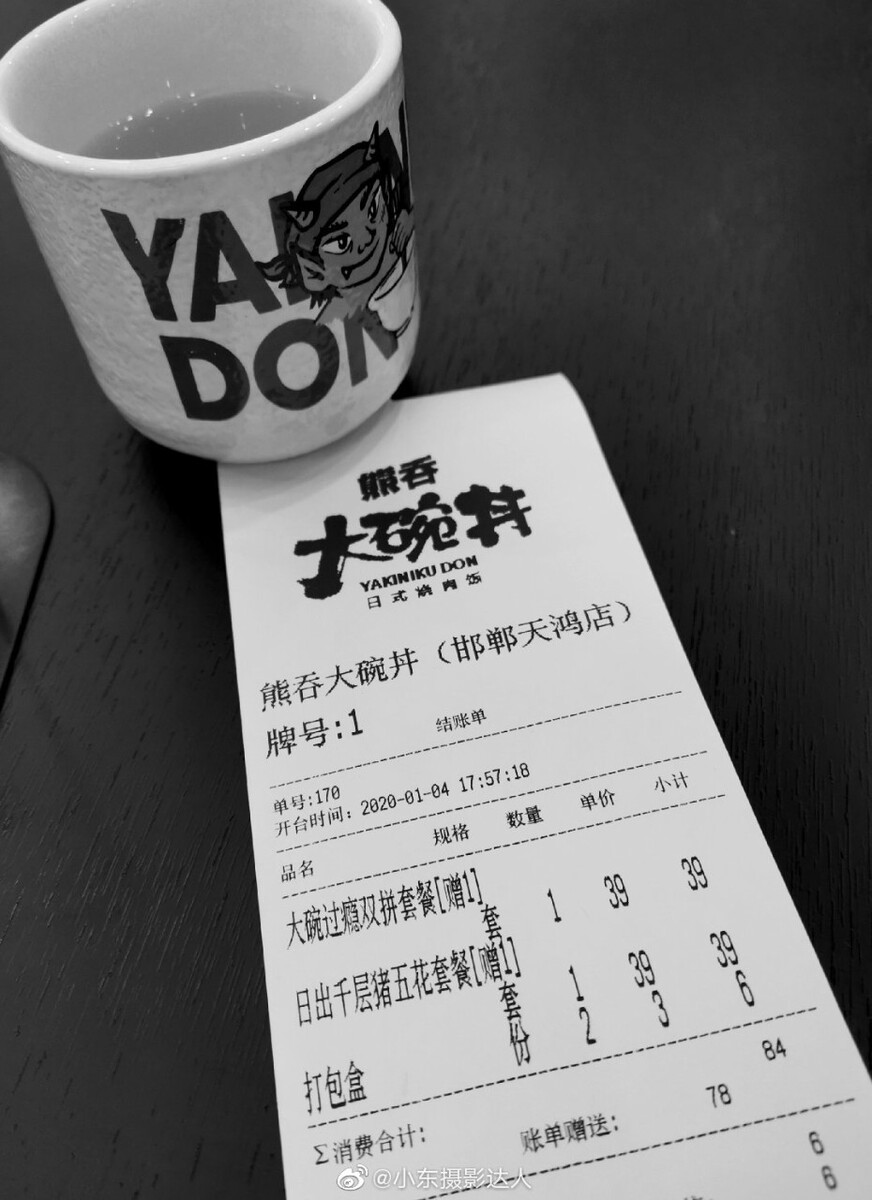 YAKINIKU
DON
熊吞
大碗丼
YAKINIKU DON
日式烧肉饭
熊吞大碗丼（邯郸天鸿店）
牌号:1 结账单
单号:170
开台时间: 2020-01-04 17:57:18
品名 规格 数量 单价 小计
大碗过瘾双拼套餐[赠1]
套 1 39 39
日出千层猪五花套餐[赠1]
套 1 39 39
打包盒 份 2 3 6
Σ消费合计: 84
账单赠送: 78
6
6
@小东摄影达人